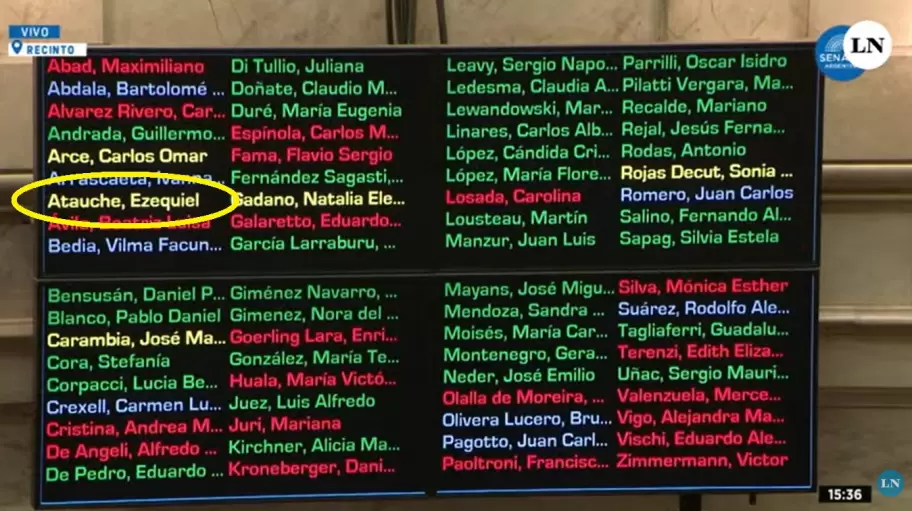 VIVO
RECINTO
LN
SENA
ARGENTIN
Abad, Maximiliano
Abdala, Bartolomé ...
Alvarez Rivero, Car...
Andrada, Guillermo...
Arce, Carlos Omar
Arrascaeta, Ivanna...
Atauche, Ezequiel
Ávila, Beatriz Luisa
Bedia, Vilma Facun...
Di Tullio, Juliana
Doñate, Claudio M...
Duré, María Eugenia
Espínola, Carlos M...
Fama, Flavio Sergio
Fernández Sagasti, ...
Gadano, Natalia Ele...
Galaretto, Eduardo...
García Larraburu, ...
Leavy, Sergio Napo...
Ledesma, Claudia A...
Lewandowski, Mar...
Linares, Carlos Alb...
López, Cándida Cri...
López, María Flore...
Losada, Carolina
Lousteau, Martín
Manzur, Juan Luis
Parrilli, Oscar Isidro
Pilatti Vergara, Ma...
Recalde, Mariano
Rejal, Jesús Ferna...
Rodas, Antonio
Rojas Decut, Sonia ...
Romero, Juan Carlos
Salino, Fernando Al...
Sapag, Silvia Estela
Bensusán, Daniel P...
Blanco, Pablo Daniel
Carambia, José Ma...
Cora, Stefanía
Corpacci, Lucia Be...
Crexell, Carmen Lu...
Cristina, Andrea M...
De Angeli, Alfredo ...
De Pedro, Eduardo ...
Giménez Navarro, ...
Gimenez, Nora del ...
Goerling Lara, Enri...
González, María Te...
Huala, María Victó...
Juez, Luis Alfredo
Juri, Mariana
Kirchner, Alicia Ma...
Kroneberger, Dani...
Mayans, José Migu...
Mendoza, Sandra ...
Moisés, María Car...
Montenegro, Gera...
Neder, José Emilio
Olalla de Moreira, ...
Olivera Lucero, Bru...
Pagotto, Juan Carl...
Paoltroni, Francisc...
Silva, Mónica Esther
Suárez, Rodolfo Ale...
Tagliaferri, Guadalu...
Terenzi, Edith Eliza...
Uñac, Sergio Mauri...
Valenzuela, Merce...
Vigo, Alejandra Ma...
Vischi, Eduardo Ale...
Zimmermann, Victor
15:36
LN